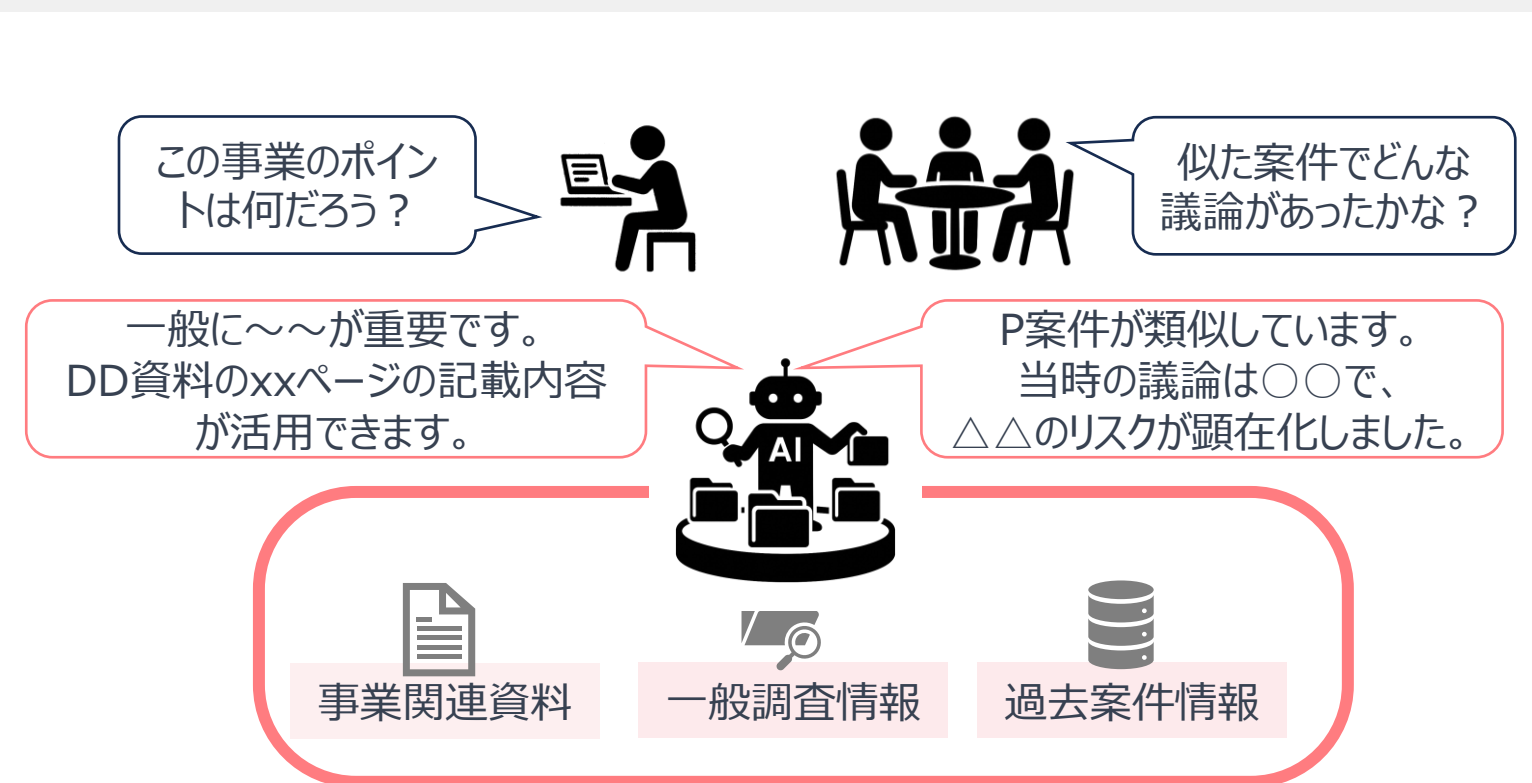 この事業のポイン
トは何だろう？
似た案件でどんな
議論があったかな？
一般に～～が重要です。
DD資料のxxページの記載内容
が活用できます。
P案件が類似しています。
当時の議論は○○で、
△△のリスクが顕在化しました。
AI
事業関連資料
一般調査情報
過去案件情報